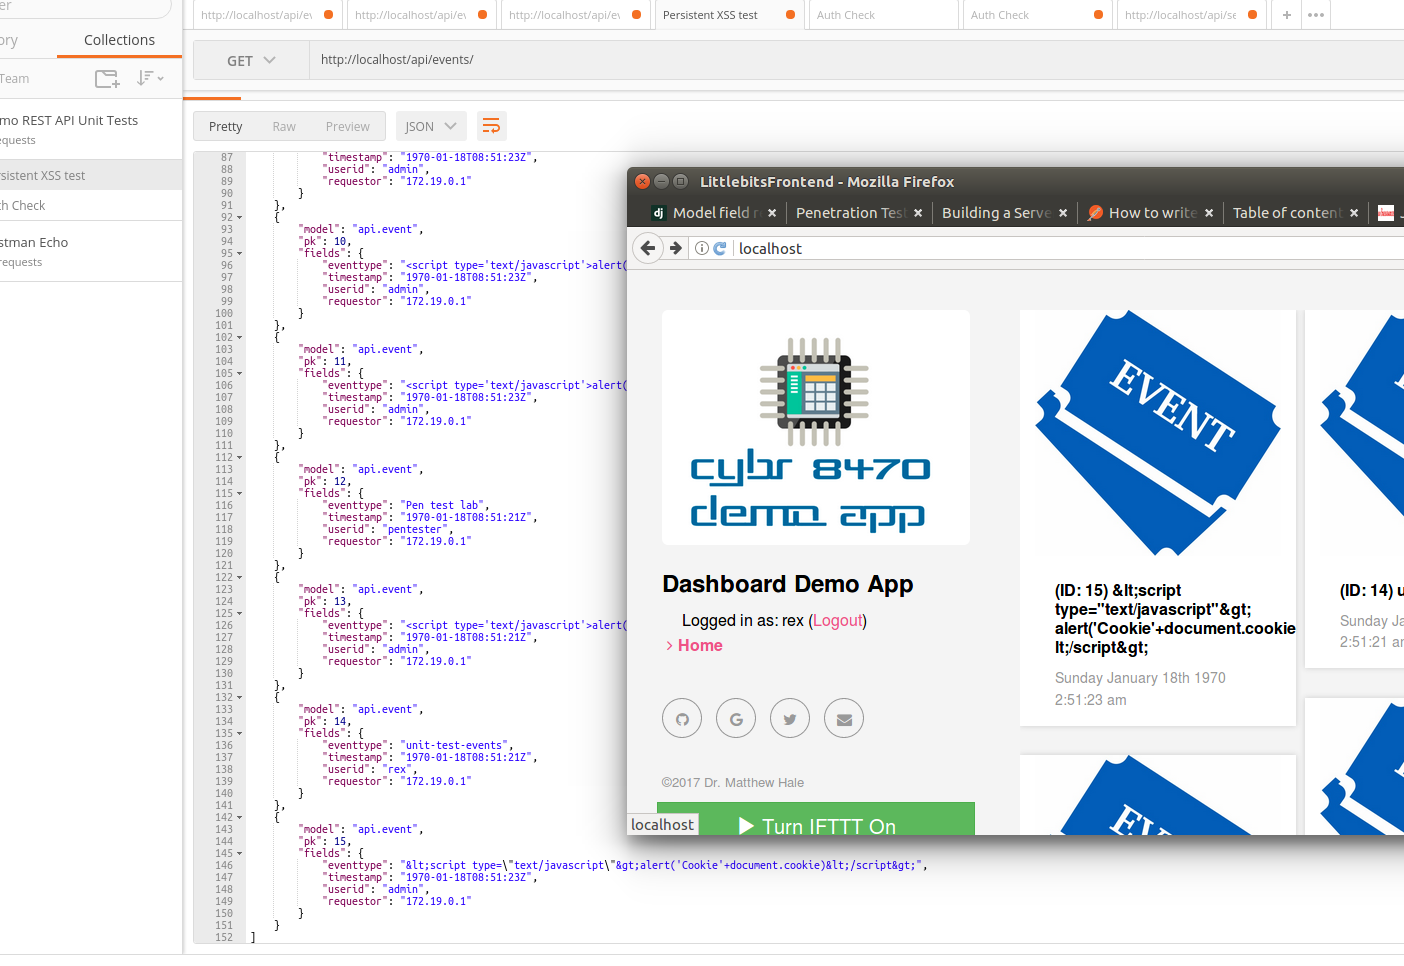 er
http://localhost/api/ev
http://localhost/api/ev
http://localhost/api/ev
Persistent XSS test
Auth Check
Auth Check
http://localhost/api/se
ory
Collections
GET
http://localhost/api/events/
Team
mo REST API Unit Tests
equests
sistent XSS test
th Check
stman Echo
requests
Pretty
Raw
Preview
JSON
87 "timestamp": "1970-01-18T08:51:23Z",
88 "userid": "admin",
89 "requestor": "172.19.0.1"
90 }
91 },
92 {
93 "model": "api.event",
94 "pk": 10,
95 "fields": {
96 "eventtype": "<script type='text/javascript'>alert(
97 "timestamp": "1970-01-18T08:51:23Z",
98 "userid": "admin",
99 "requestor": "172.19.0.1"
100 }
101 },
102 {
103 "model": "api.event",
104 "pk": 11,
105 "fields": {
106 "eventtype": "<script type='text/javascript'>alert(
107 "timestamp": "1970-01-18T08:51:23Z",
108 "userid": "admin",
109 "requestor": "172.19.0.1"
110 }
111 },
112 {
113 "model": "api.event",
114 "pk": 12,
115 "fields": {
116 "eventtype": "Pen test lab",
117 "timestamp": "1970-01-18T08:51:21Z",
118 "userid": "pentester",
119 "requestor": "172.19.0.1"
120 }
121 },
122 {
123 "model": "api.event",
124 "pk": 13,
125 "fields": {
126 "eventtype": "<script type='text/javascript'>alert(
127 "timestamp": "1970-01-18T08:51:21Z",
128 "userid": "admin",
129 "requestor": "172.19.0.1"
130 }
131 },
132 {
133 "model": "api.event",
134 "pk": 14,
135 "fields": {
136 "eventtype": "unit-test-events",
137 "timestamp": "1970-01-18T08:51:21Z",
138 "userid": "rex",
139 "requestor": "172.19.0.1"
140 }
141 },
142 {
143 "model": "api.event",
144 "pk": 15,
145 "fields": {
146 "eventtype": "&lt;script type=\"text/javascript\"&gt;alert('Cookie'+document.cookie)&lt;/script&gt;",
147 "timestamp": "1970-01-18T08:51:23Z",
148 "userid": "admin",
149 "requestor": "172.19.0.1"
150 }
151 }
152 ]
LittlebitsFrontend - Mozilla Firefox
dj Model field r
Penetration Test
Building a Serve
How to write
Table of content
localhost
cybr 8470
demo app
Dashboard Demo App
Logged in as: rex (Logout)
Home
©2017 Dr. Matthew Hale
Turn IFTTT On
localhost
EVENT
(ID: 15) &lt;script
type="text/javascript"&gt;
alert('Cookie'+document.cookie
lt;/script&gt;
Sunday January 18th 1970
2:51:23 am
(ID: 14) u
Sunday Ja
2:51:21 am
EVENT